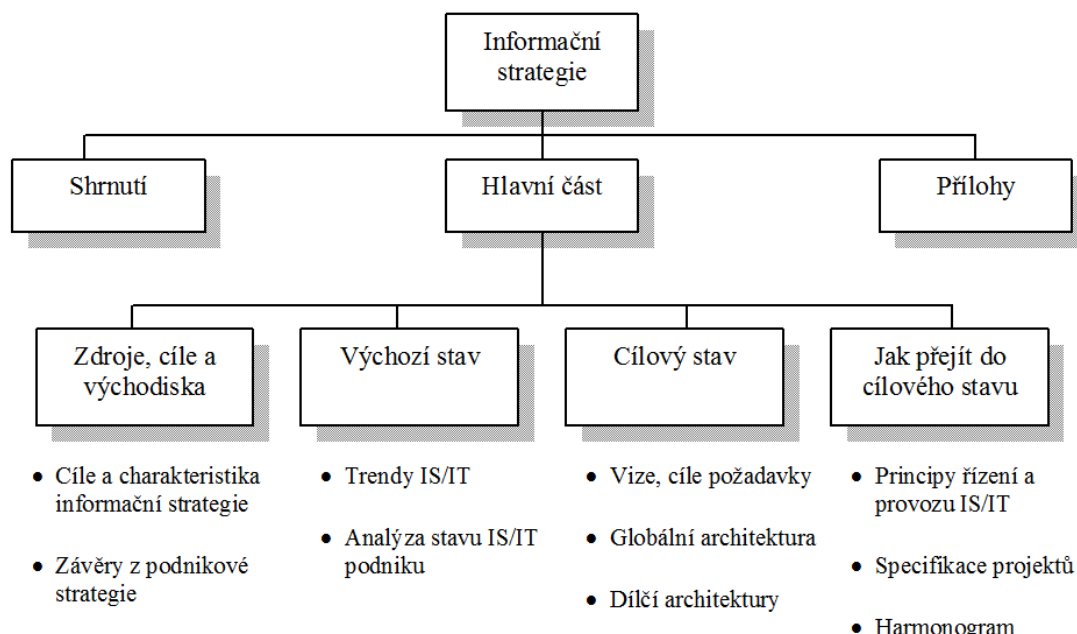 Informační
strategie
Shrnutí
Hlavní část
Přílohy
Zdroje, cíle a
východiska
Výchozí stav
Cílový stav
Jak přejít do
cílového stavu
• Cíle a charakteristika
informační strategie
• Závěry z podnikové
strategie
• Trendy IS/IT
• Analýza stavu IS/IT
podniku
• Vize, cíle požadavky
• Globální architektura
• Dílčí architektury
• Principy řízení a
provozu IS/IT
• Specifikace projektů
• Harmonogram